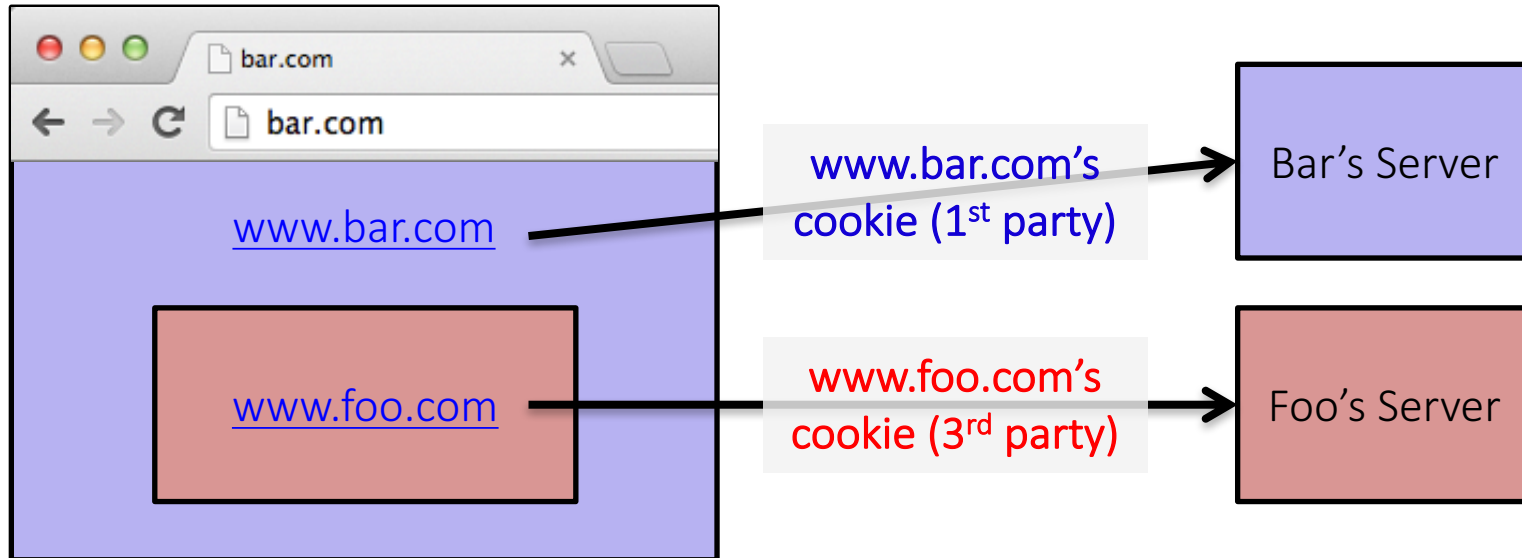 bar.com
bar.com
www.bar.com
www.bar.com’s
cookie (1st party)
Bar’s Server
www.foo.com
www.foo.com’s
cookie (3rd party)
Foo’s Server